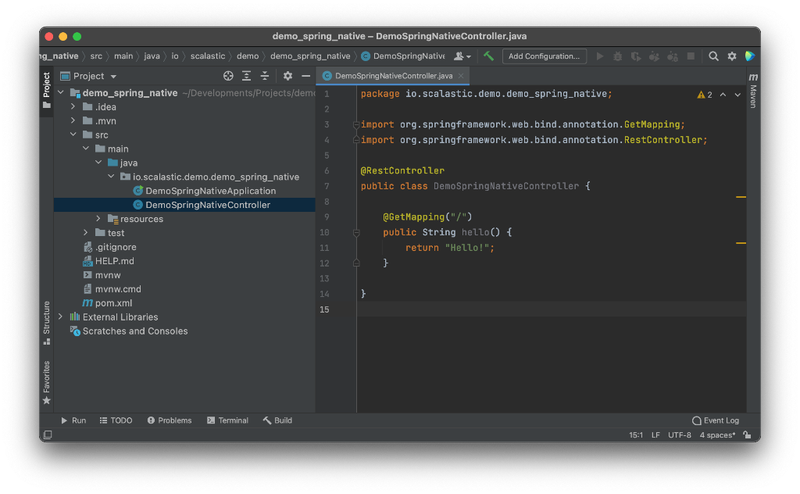 demo_spring_native – DemoSpringNativeController.java
ng_native
src
main
java
io
scalastic
demo
demo_spring_native
DemoSpringNative
Add Configuration...
Project
DemoSpringNativeController.java
Project
demo_spring_native ~/Developments/Projects/demo
.idea
.mvn
src
main
java
io.scalastic.demo.demo_spring_native
DemoSpringNativeApplication
DemoSpringNativeController
resources
test
.gitignore
HELP.md
mvnw
mvnw.cmd
pom.xml
External Libraries
Scratches and Consoles
Structure
Favorites
1 package io.scalastic.demo.demo_spring_native;
2
3 import org.springframework.web.bind.annotation.GetMapping;
4 import org.springframework.web.bind.annotation.RestController;
5
6 @RestController
7 public class DemoSpringNativeController {
8
9 @GetMapping("/")
10 public String hello() {
11 return "Hello!";
12 }
13
14 }
15
2
m
Maven
Run
TODO
Problems
Terminal
Build
Event Log
15:1 LF UTF-8 4 spaces*